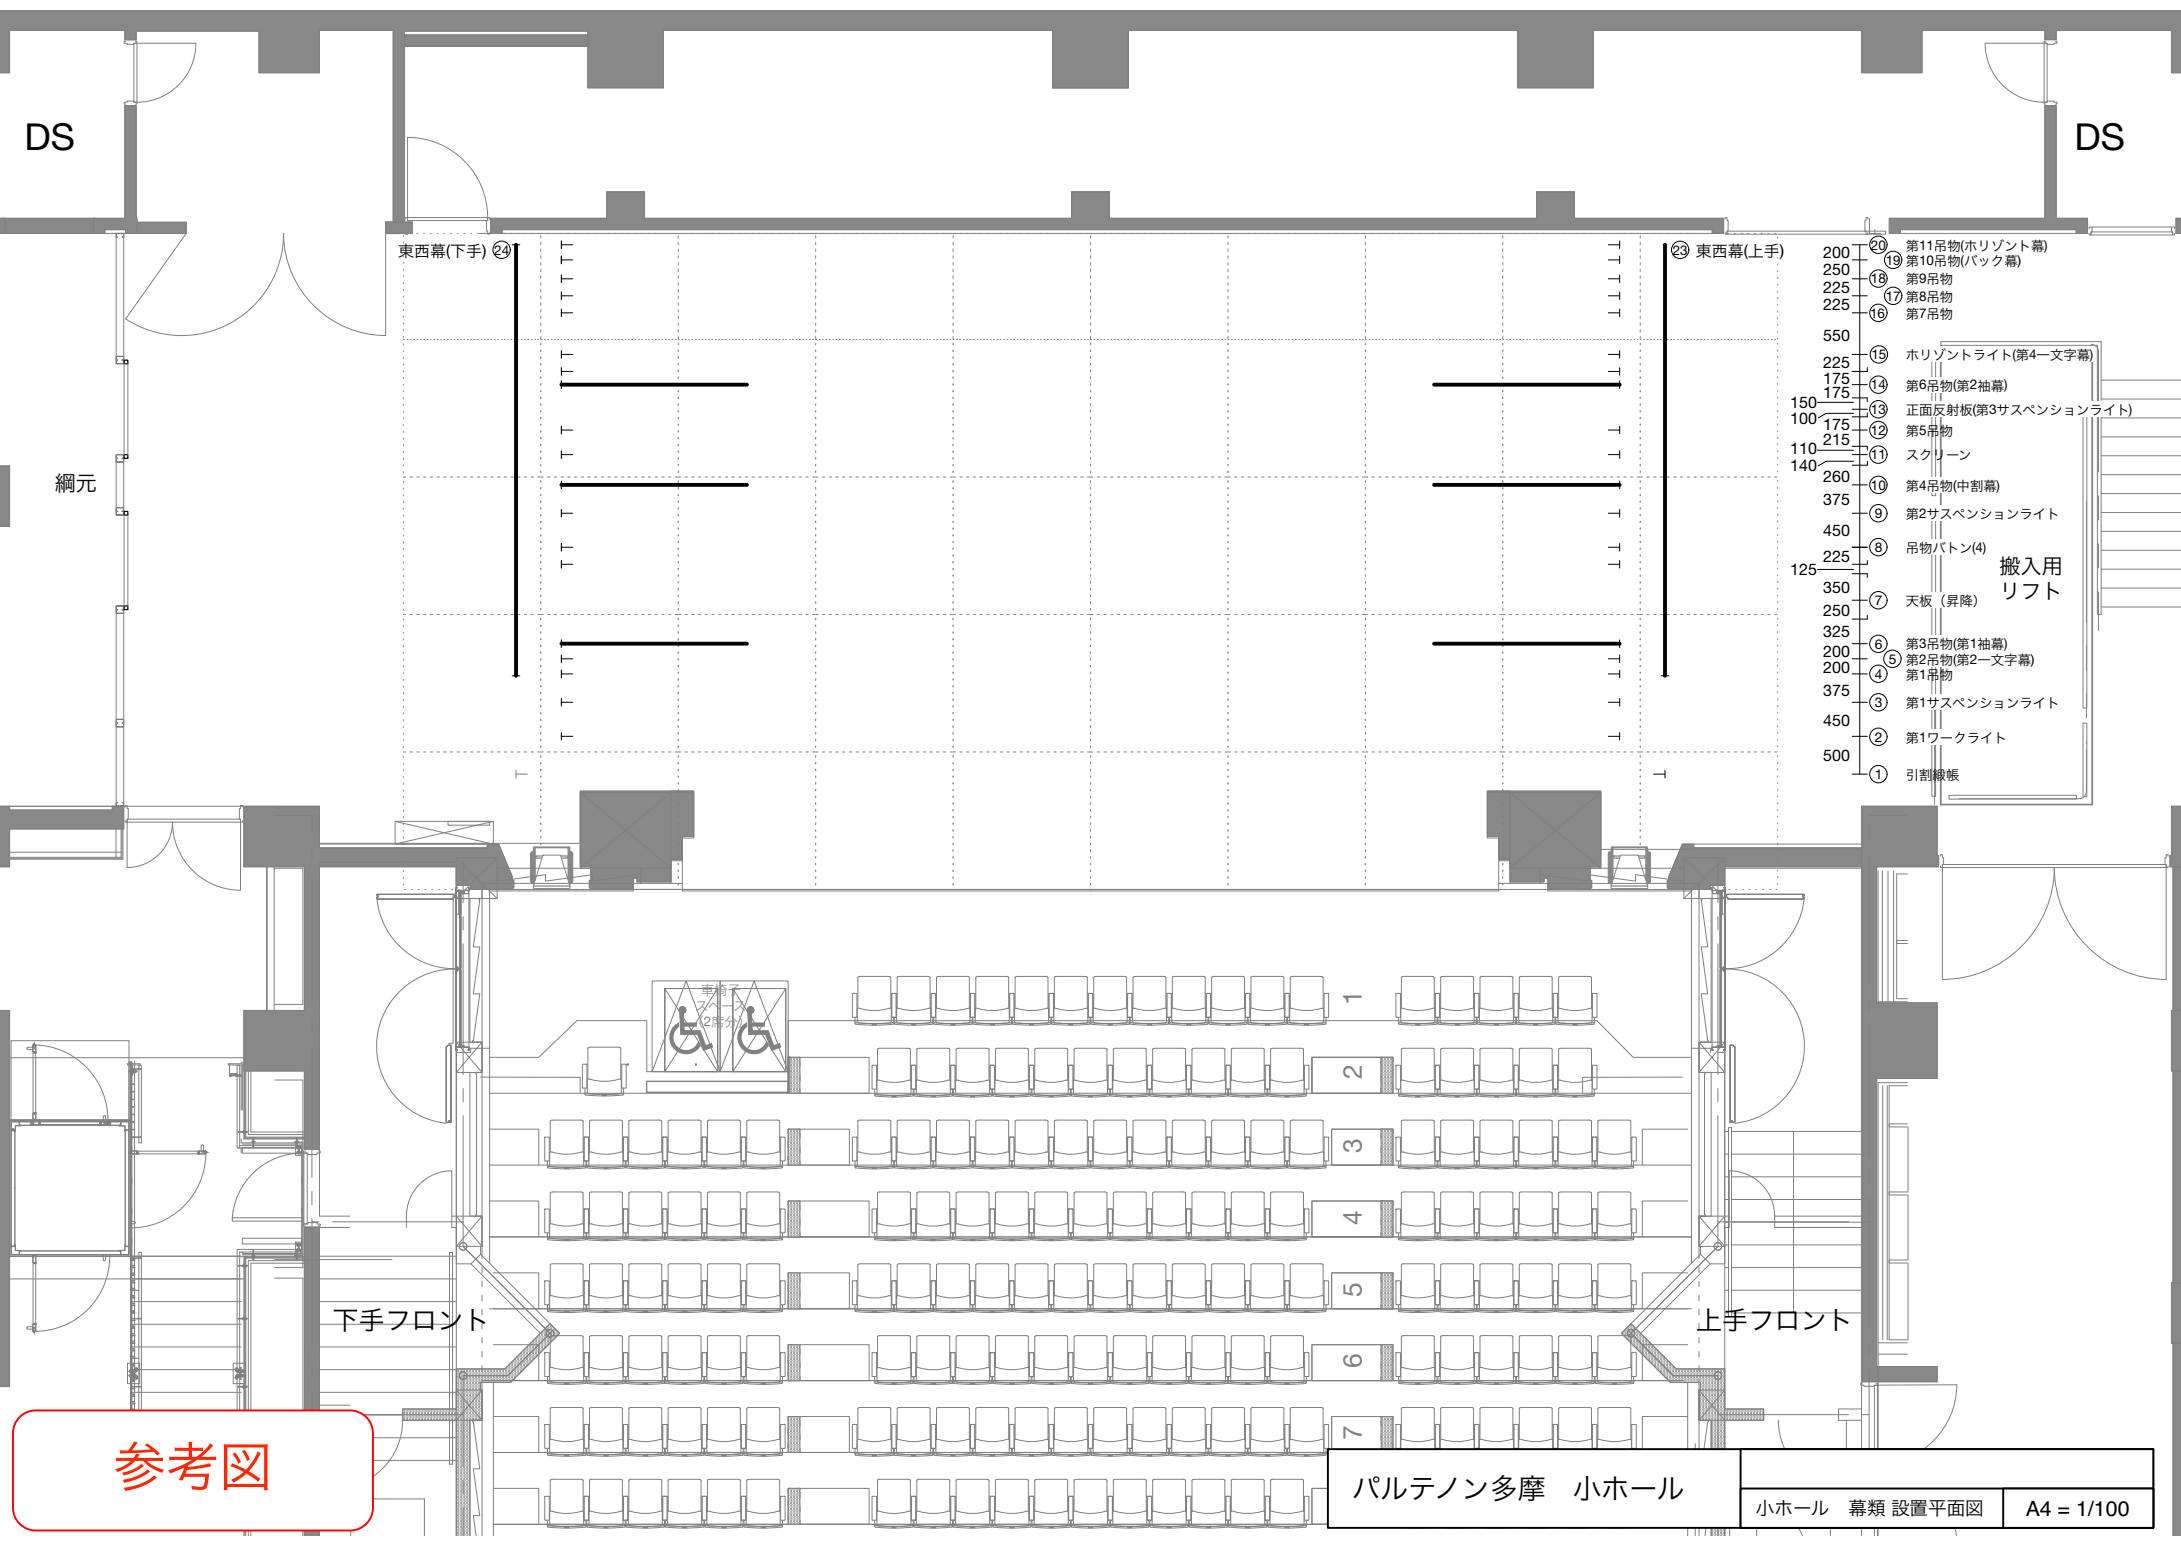 DS
DS
東西幕(下手) ㉔
㉓ 東西幕(上手)
⑳ 第11吊物(ホリゾント幕)
200
⑲ 第10吊物(バック幕)
250
⑱ 第9吊物
225
⑰ 第8吊物
225
⑯ 第7吊物
550
⑮ ホリゾントライト(第4一文字幕)
225
175
⑭ 第6吊物(第2袖幕)
175
150
⑬ 正面反射板(第3サスペンションライト)
100
175
⑫ 第5吊物
215
110
⑪ スクリーン
140
260
⑩ 第4吊物(中割幕)
375
⑨ 第2サスペンションライト
450
⑧ 吊物バトン(4)
225
125
350
⑦ 天板（昇降）
250
325
⑥ 第3吊物(第1袖幕)
200
⑤ 第2吊物(第2一文字幕)
200
④ 第1吊物
375
③ 第1サスペンションライト
450
② 第1ワークライト
500
① 引割緞帳
綱元
搬入用
リフト
車椅子
スペース
(2席分)
1
2
3
4
5
6
7
下手フロント
上手フロント
参考図
パルテノン多摩　小ホール
小ホール　幕類 設置平面図
A4 = 1/100